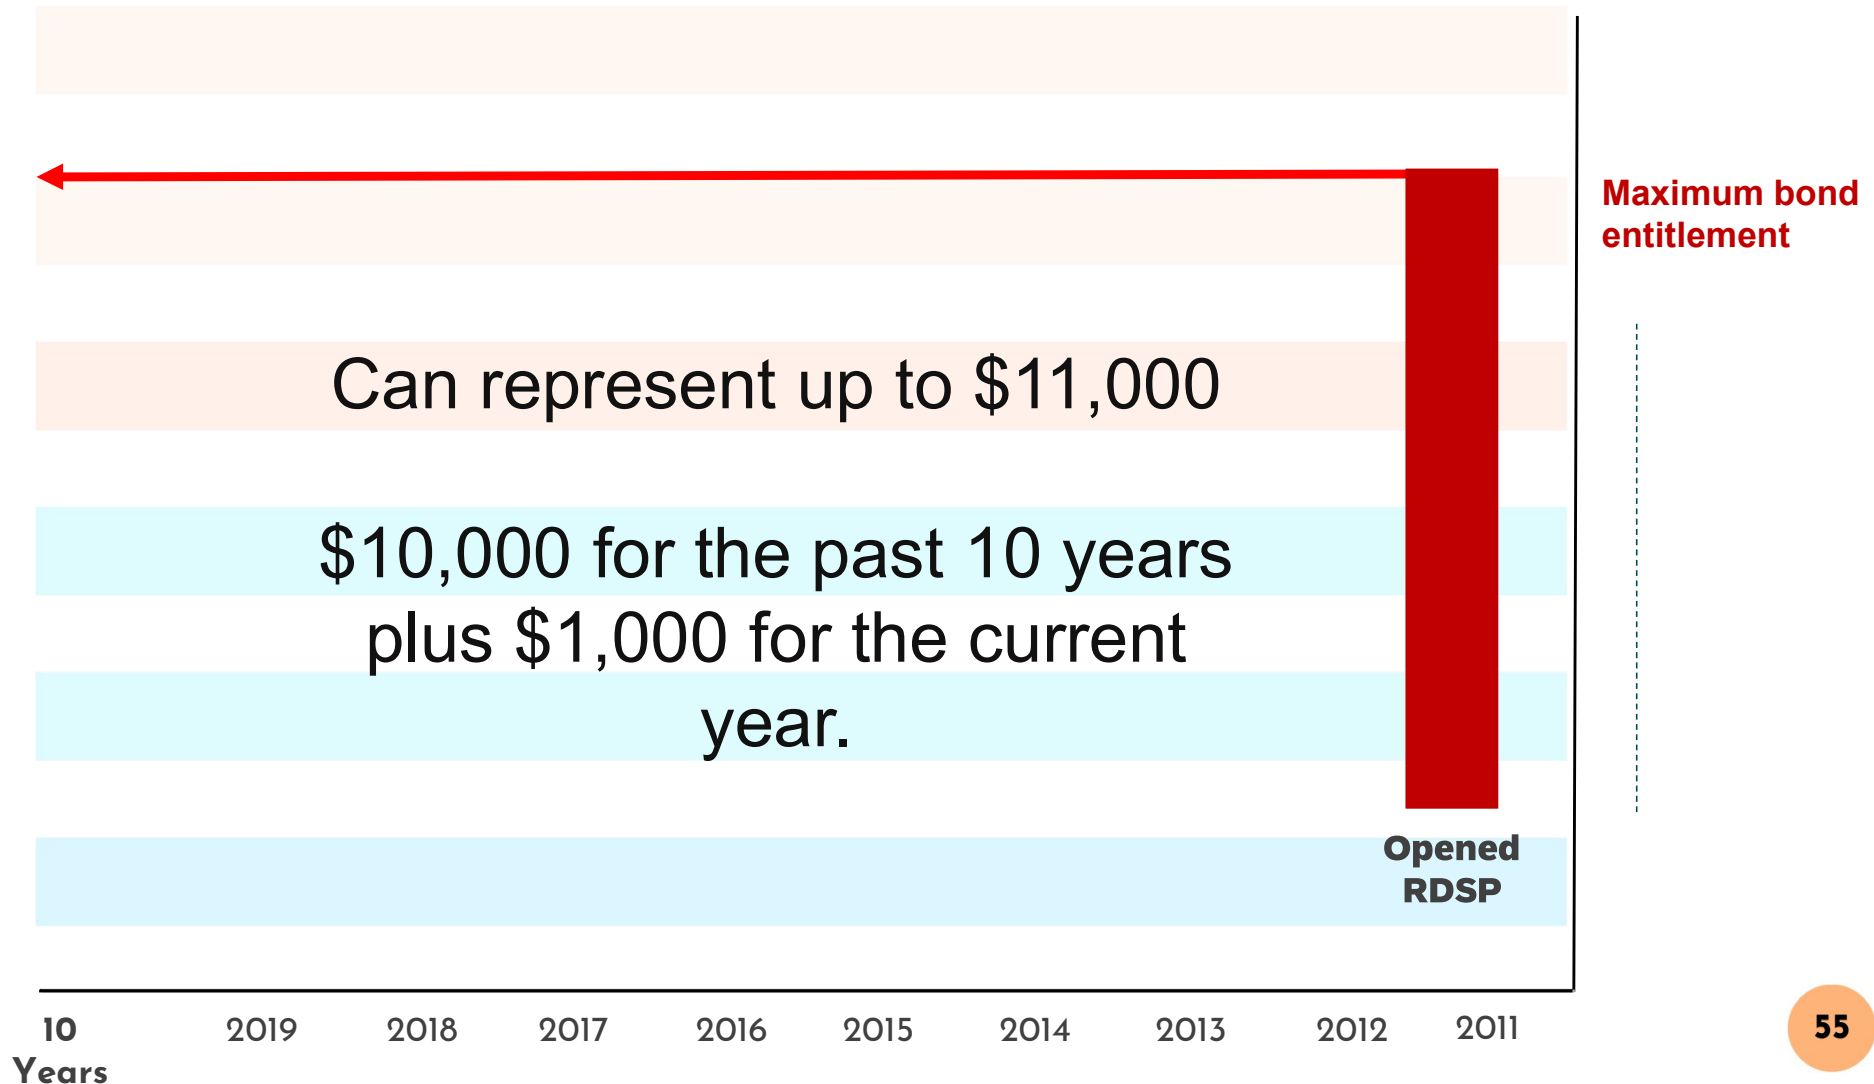 Maximum bond
entitlement
Can represent up to $11,000
$10,000 for the past 10 years
plus $1,000 for the current
year.
Opened
RDSP
10
Years
2019
2018
2017
2016
2015
2014
2013
2012
2011
55